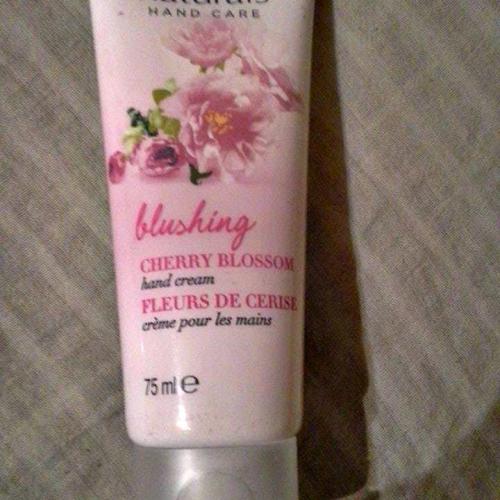 HAND CARE
blushing
CHERRY BLOSSOM
hand cream
FLEURS DE CERISE
crème pour les mains
75 ml e